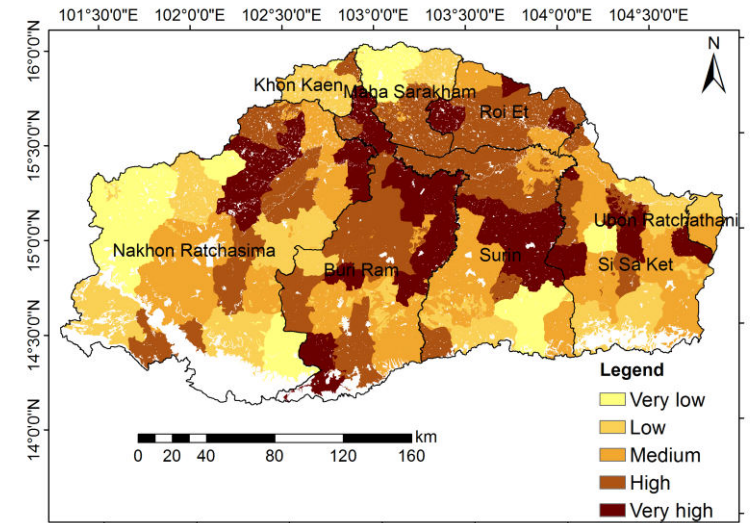 101°30'0"E 102°0'0"E 102°30'0"E 103°0'0"E 103°30'0"E 104°0'0"E 104°30'0"E
16°0'0"N
15°30'0"N
15°0'0"N
14°30'0"N
14°0'0"N
N
Khon Kaen
Maha Sarakham
Roi Et
Ubon Ratchathani
Nakhon Ratchasima
Buri Ram
Surin
Si Sa Ket
Legend
Very low
Low
Medium
High
Very high
km
0 20 40 80 120 160